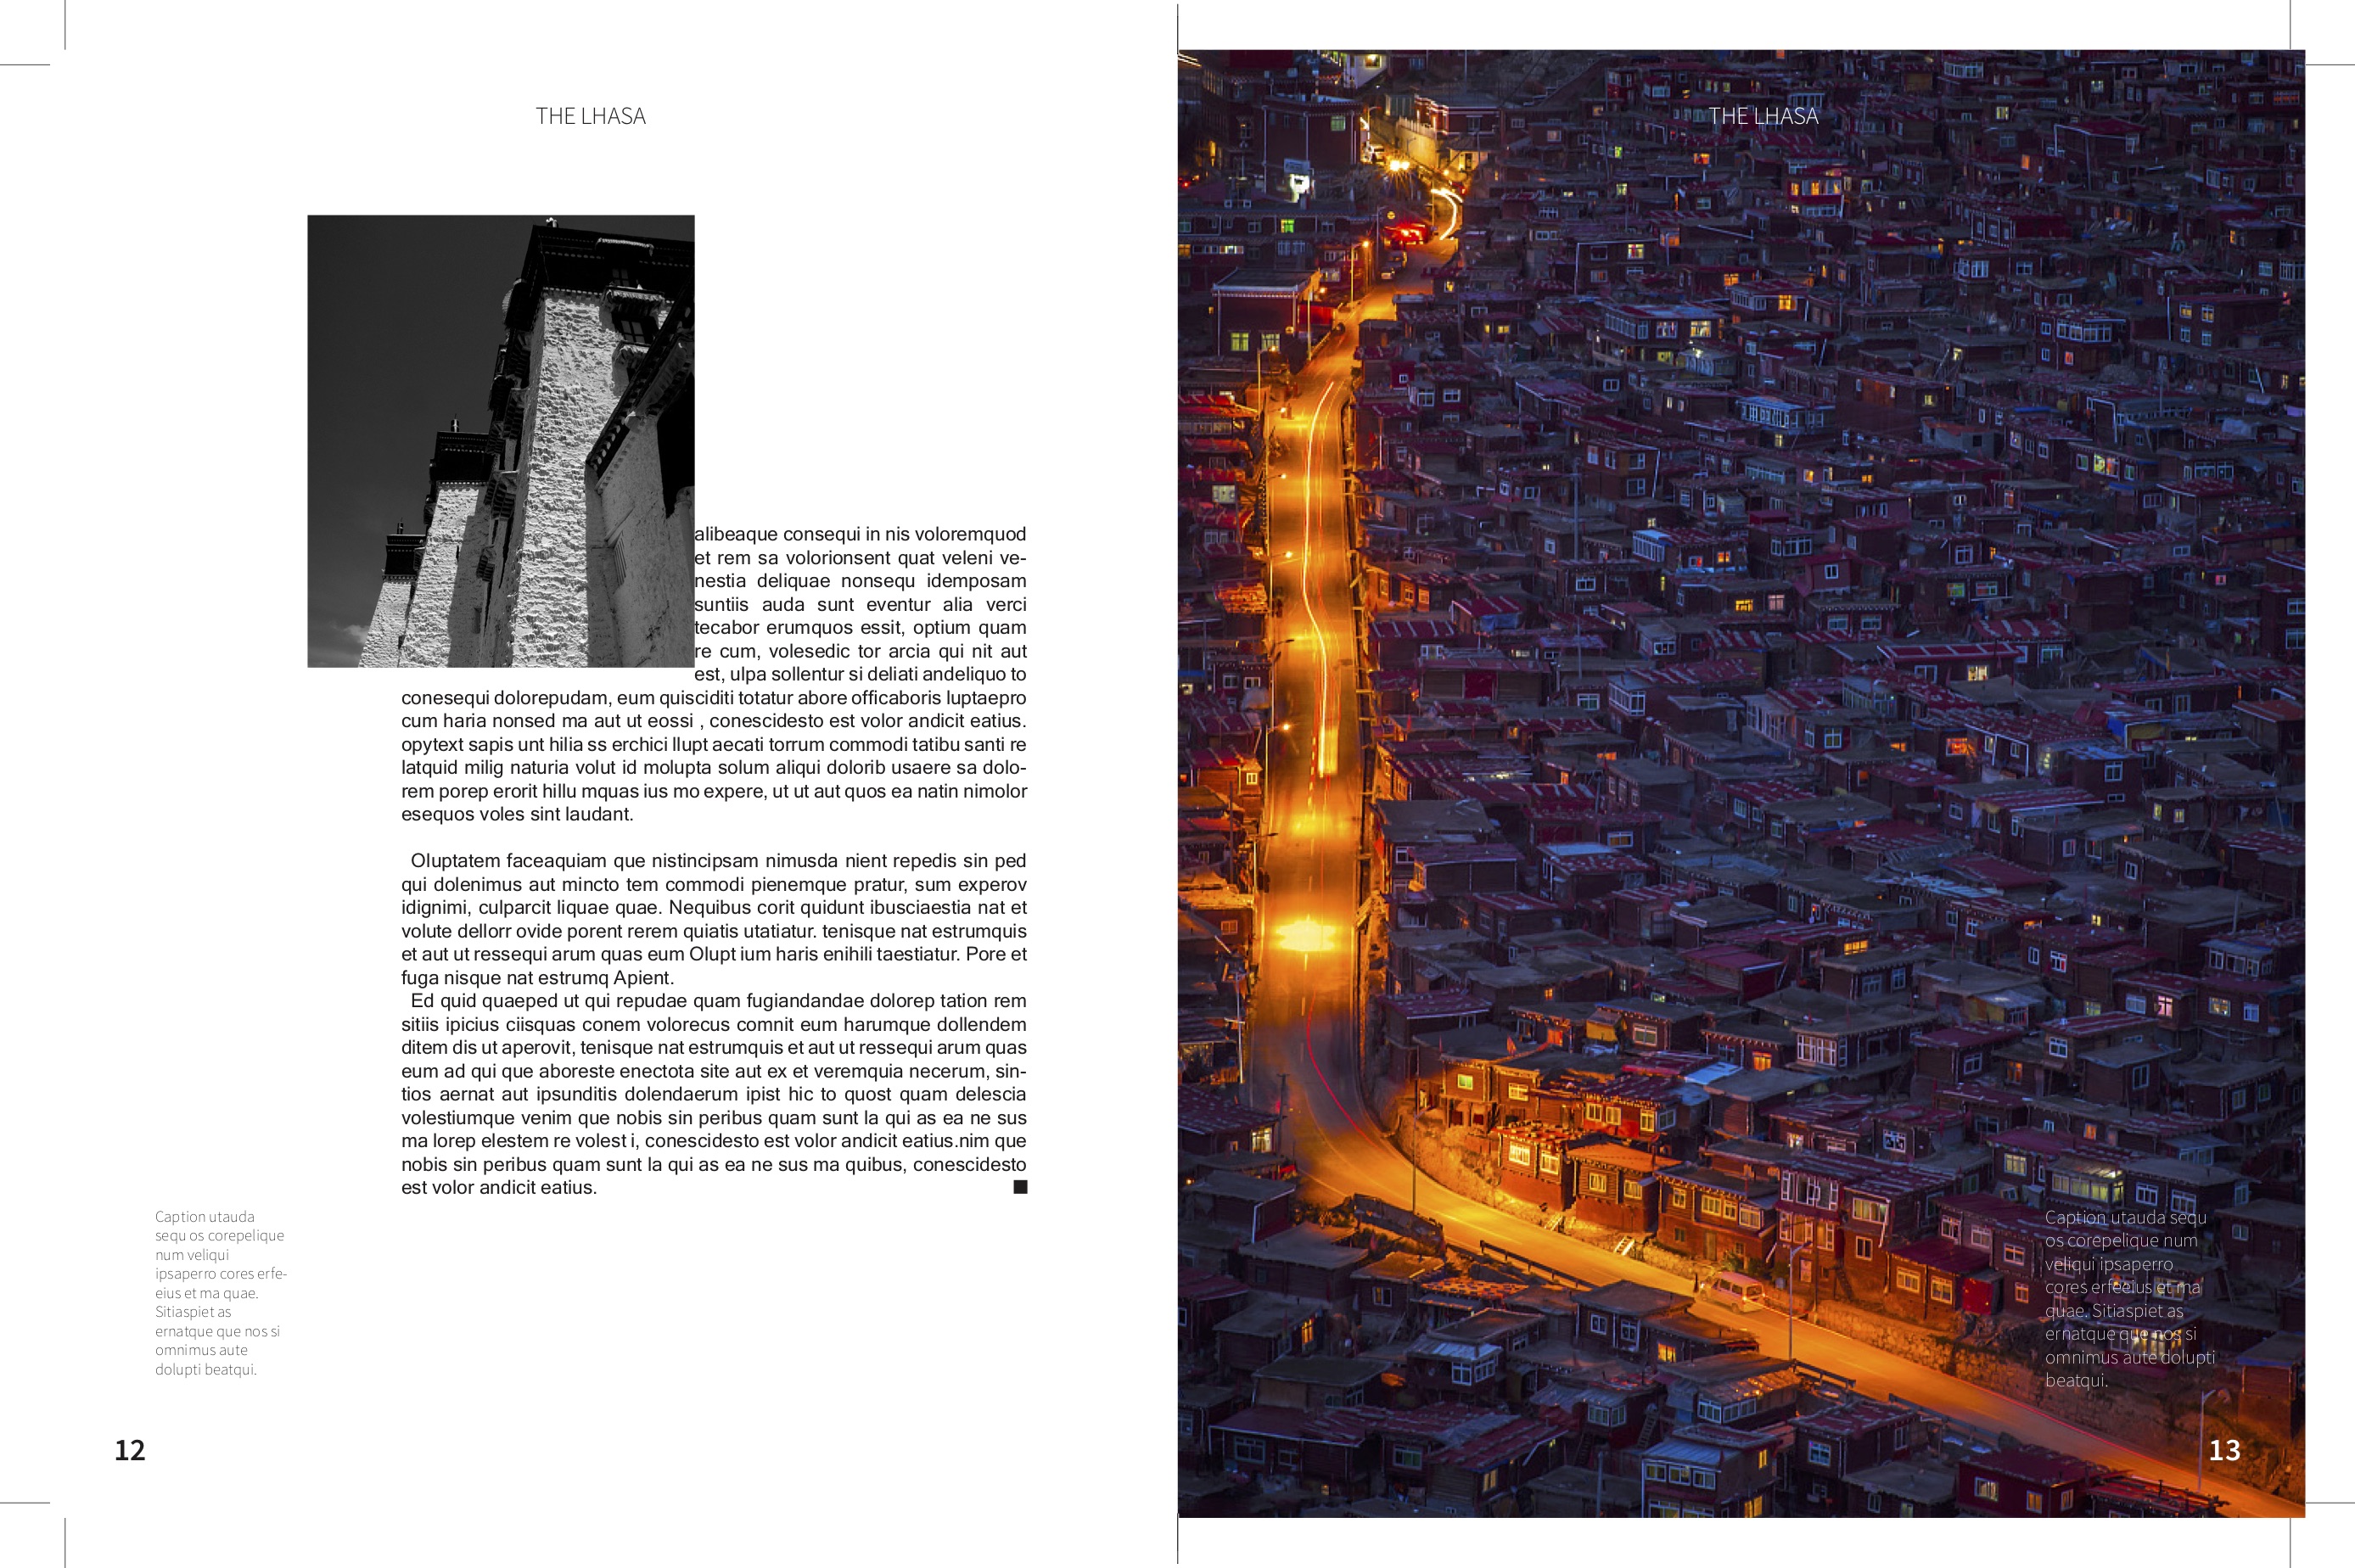 THE LHASA
alibeaque consequi in nis voloremquod
et rem sa volorionsent quat veleni ve-
nestia deliquae nonsequ idemposam
suntiis auda sunt eventur alia verci
tecabor erumquos essit, optium quam
re cum, volesedic tor arcia qui nit aut
est, ulpa sollentur si deliati andeliquo to
conesequi dolorepudam, eum quisciditi totatur abore officaboris luptaepro
cum haria nonsed ma aut ut eossi , conescidesto est volor andicit eatius.
opytext sapis unt hilia ss erchici llupt aecati torrum commodi tatibu santi re
latquid milig naturia volut id molupta solum aliqui dolorib usaere sa dolo-
rem porep erorit hillu mquas ius mo expere, ut ut aut quos ea natin nimolor
esequos voles sint laudant.
Oluptatem faceaquiam que nistincipsam nimusda nient repedis sin ped
qui dolenimus aut mincto tem commodi pienemque pratur, sum experov
idignimi, culparcit liquae quae. Nequibus corit quidunt ibusciaestia nat et
volute dellorr ovide porent rerem quiatis utatiatur. tenisque nat estrumquis
et aut ut ressequi arum quas eum Olupt ium haris enihili taestiatur. Pore et
fuga nisque nat estrumq Apient.
Ed quid quaeped ut qui repudae quam fugiandandae dolorep tation rem
sitiis ipicius ciisquas conem volorecus comnit eum harumque dollendem
ditem dis ut aperovit, tenisque nat estrumquis et aut ut ressequi arum quas
eum ad qui que aboreste enectota site aut ex et veremquia necerum, sin-
tios aernat aut ipsunditis dolendaerum ipist hic to quost quam delescia
volestiumque venim que nobis sin peribus quam sunt la qui as ea ne sus
ma lorep elestem re volest i, conescidesto est volor andicit eatius.nim que
nobis sin peribus quam sunt la qui as ea ne sus ma quibus, conescidesto
est volor andicit eatius.
Caption utauda
sequ os corepelique
num veliqui
ipsaperro cores erfe-
eius et ma quae.
Sitiaspiet as
ernatque que nos si
omnimus aute
dolupti beatqui.
12
THE LHASA
Caption utauda sequ
os corepelique num
veliqui ipsaperro
cores erfeeius et ma
quae. Sitiaspiet as
ernatque que nos si
omnimus aute dolupti
beatqui.
13